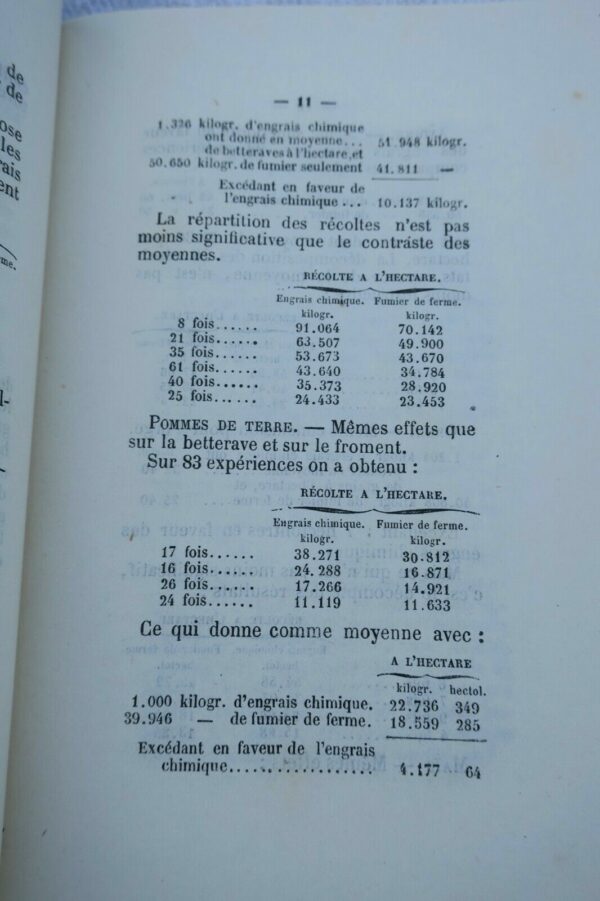 de
de
ose
les
ais
ent
me.
l-
— 11 —
1.326 kilogr. d'engrais chimique
ont donné en moyenne... 51.948 kilogr.
de betteraves à l'hectare, et
50.650 kilogr. de fumier seulement 41.811 —
Excédant en faveur de
l'engrais chimique ... 10.137 kilogr.
La répartition des récoltes n'est pas
moins significative que le contraste des
moyennes.
RÉCOLTE A L'HECTARE.
Engrais chimique. Fumier de ferme.
kilogr. kilogr.
8 fois...... 91.064 70.142
21 fois...... 63.507 49.900
35 fois...... 53.673 43.670
61 fois...... 43.640 34.784
40 fois...... 35.373 28.920
25 fois...... 24.433 23.453
POMMES DE TERRE. — Mêmes effets que
sur la betterave et sur le froment.
Sur 83 expériences on a obtenu :
RÉCOLTE A L'HECTARE.
Engrais chimique. Fumier de ferme.
kilogr. kilogr.
17 fois...... 38.271 30.812
16 fois...... 24.288 16.871
26 fois...... 17.266 14.921
24 fois...... 11.119 11.633
Ce qui donne comme moyenne avec :
A L'HECTARE
kilogr. hectol.
1.000 kilogr. d'engrais chimique. 22.736 349
39.946 — de fumier de ferme. 18.559 285
Excédant en faveur de l'engrais
chimique.................. 4.177 64